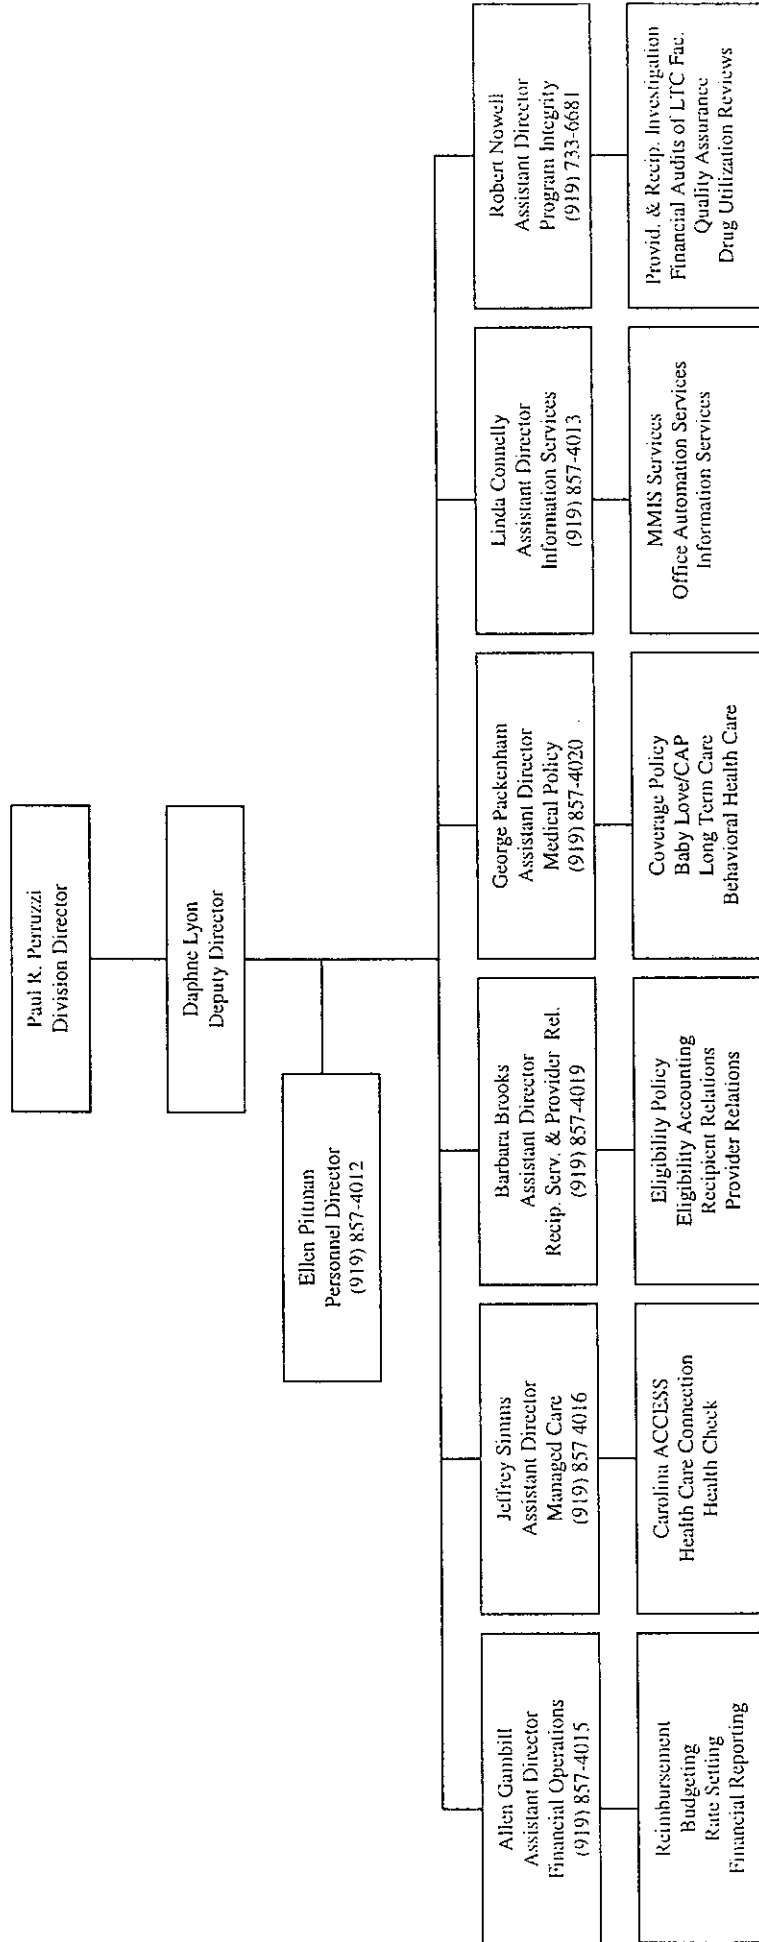 Paul R. Perruzzi
Division Director
Daphne Lyon
Deputy Director
Ellen Pittman
Personnel Director
(919) 857-4012
Allen Gambill
Assistant Director
Financial Operations
(919) 857-4015
Jeffrey Simms
Assistant Director
Managed Care
(919) 857 4016
Barbara Brooks
Assistant Director
Recip. Serv. & Provider Rel.
(919) 857-4019
George Packenham
Assistant Director
Medical Policy
(919) 857-4020
Linda Connelly
Assistant Director
Information Services
(919) 857-4013
Robert Nowell
Assistant Director
Program Integrity
(919) 733-6681
Reimbursement
Budgeting
Rate Setting
Financial Reporting
Carolina ACCESS
Health Care Connection
Health Check
Eligibility Policy
Eligibility Accounting
Recipient Relations
Provider Relations
Coverage Policy
Baby Love/CAP
Long Term Care
Behavioral Health Care
MMIS Services
Office Automation Services
Information Services
Provid. & Recip. Investigation
Financial Audits of LTC Fac.
Quality Assurance
Drug Utilization Reviews